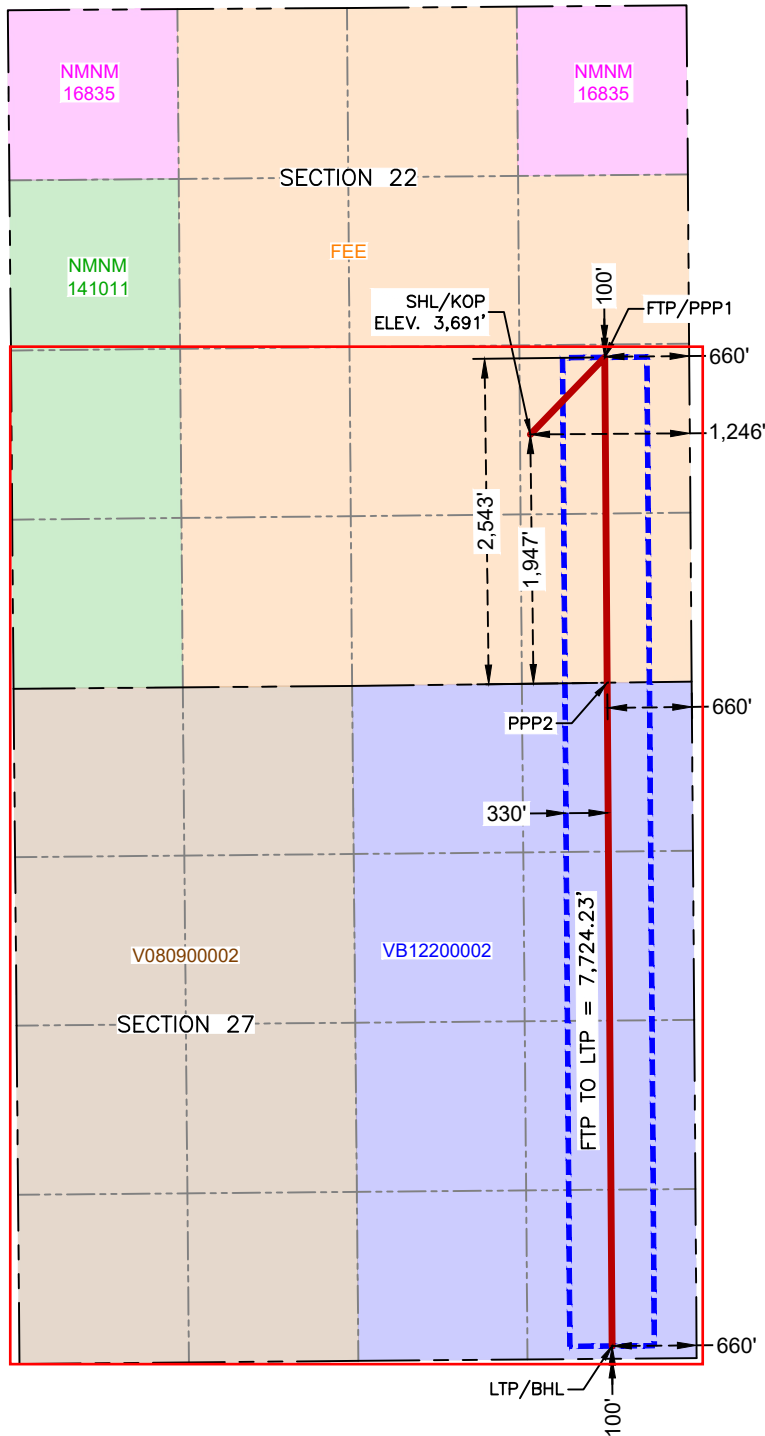 NMNM
16835
NMNM
16835
SECTION 22
FEE
NMNM
141011
SHL/KOP
ELEV. 3,691'
100'
FTP/PPP1
660'
1,246'
2,543'
1,947'
PPP2
660'
330'
V080900002
VB12200002
FTP TO LTP = 7,724.23'
SECTION 27
660'
LTP/BHL
100'